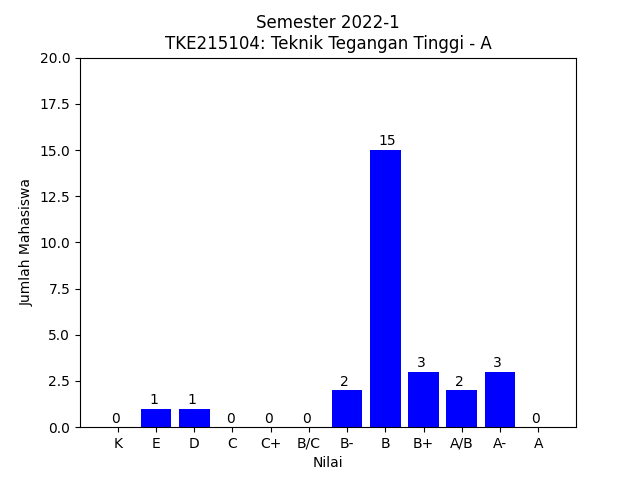 Semester 2022-1
TKE215104: Teknik Tegangan Tinggi - A
20.0
17.5
15.0
12.5
10.0
7.5
5.0
2.5
0.0
Jumlah Mahasiswa
0 1 1 0 0 0 2 15 3 2 3 0
K E D C C+ B/C B- B B+ A/B A- A
Nilai